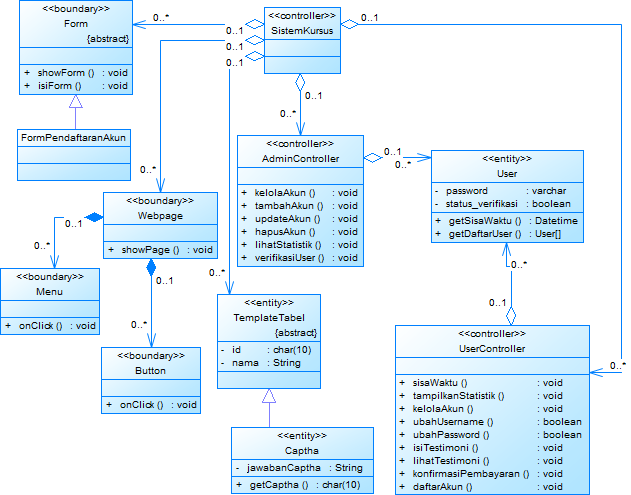 <<boundary>>
Form
{abstract}
+ showForm () : void
+ isiForm () : void
FormPendaftaranAkun
<<controller>>
SistemKursus
0..*
0..1
0..1
0..1
0..1
0..1
0..*
<<controller>>
AdminController
+ kelolaAkun () : void
+ tambahAkun () : void
+ updateAkun () : void
+ hapusAkun () : void
+ lihatStatistik () : void
+ verifikasiUser () : void
0..1
0..*
<<entity>>
User
- password : varchar
- status_verifikasi : boolean
+ getSisaWaktu () : Datetime
+ getDaftarUser () : User[]
0..*
<<boundary>>
Webpage
+ showPage () : void
0..1
0..*
0..1
0..*
<<boundary>>
Menu
+ onClick () : void
<<boundary>>
Button
+ onClick () : void
0..*
<<entity>>
TemplateTabel
{abstract}
- id : char(10)
- nama : String
<<entity>>
Captha
- jawabanCaptha : String
+ getCaptha () : char(10)
0..*
0..1
0..*
<<controller>>
UserController
+ sisaWaktu () : void
+ tampilkanStatistik () : void
+ kelolaAkun () : void
+ ubahUsername () : boolean
+ ubahPassword () : boolean
+ isiTestimoni () : void
+ lihatTestimoni () : void
+ konfirmasiPembayaran () : void
+ daftarAkun () : void